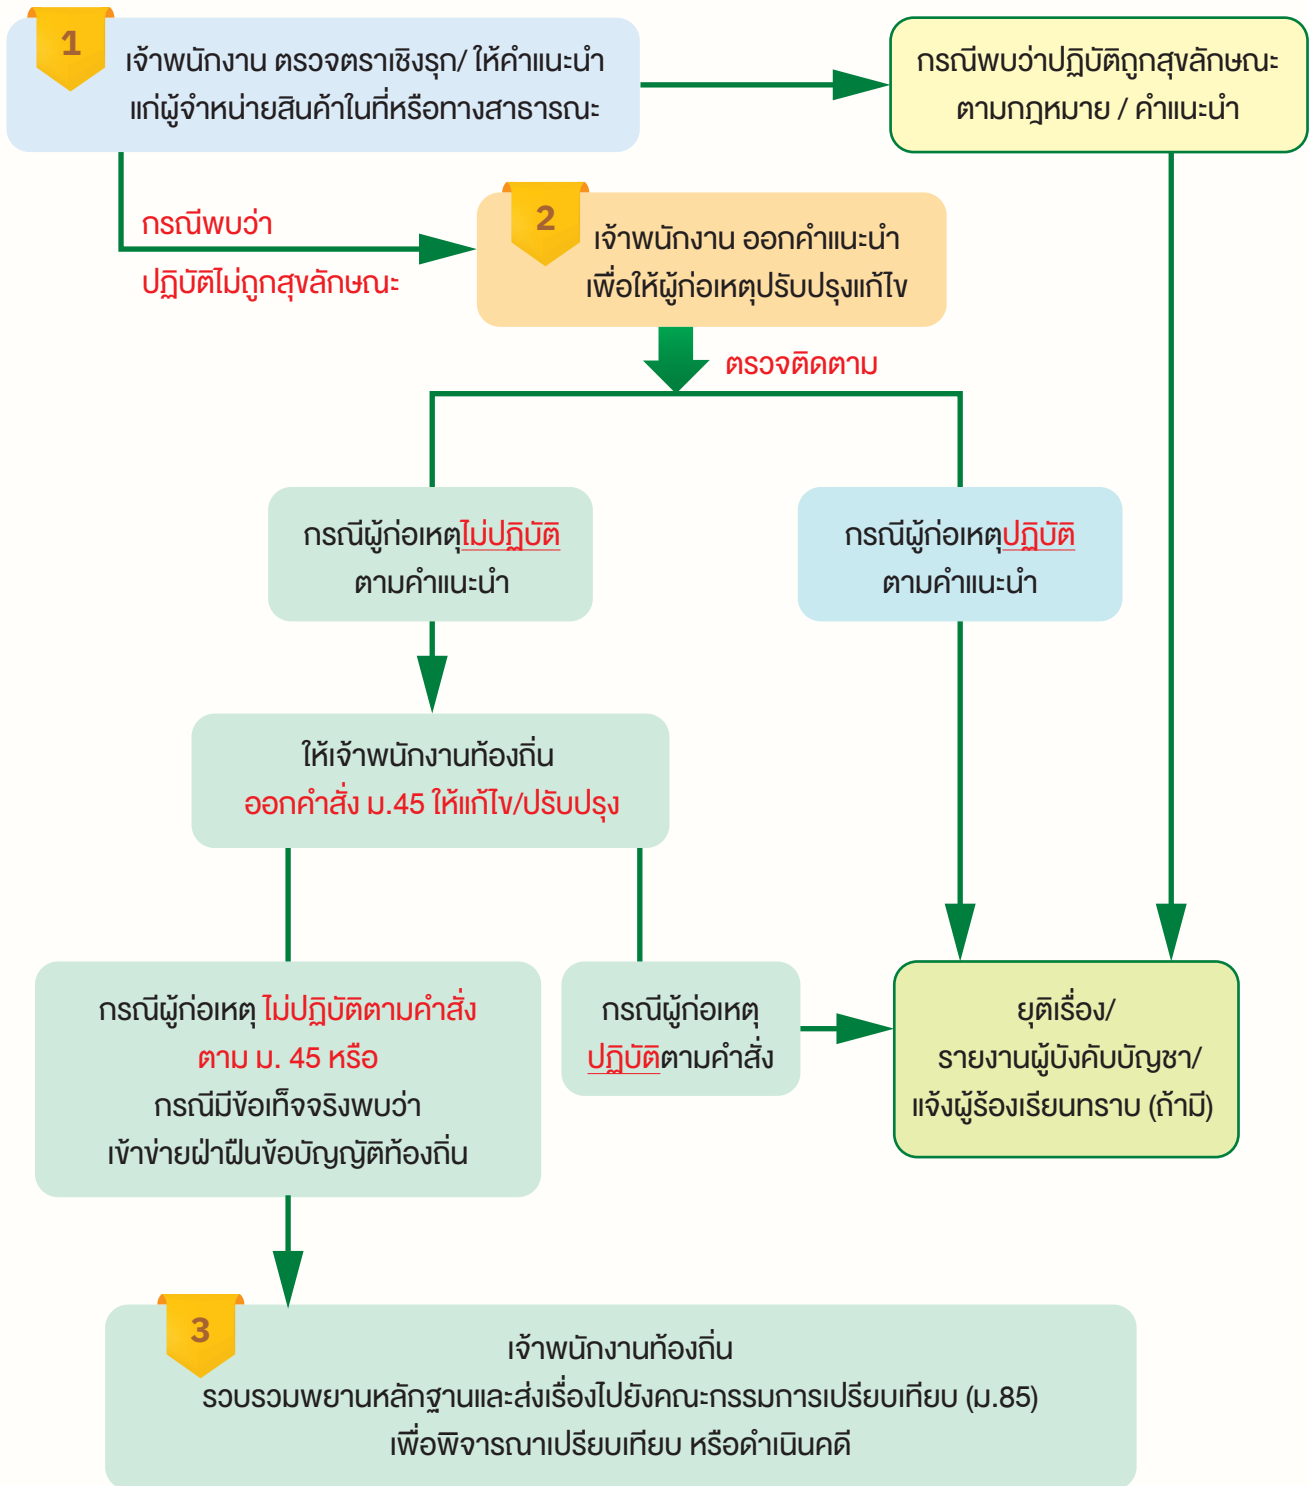 1
เจ้าพนักงาน ตรวจตราเชิงรุก/ ให้คำแนะนำ
แก่ผู้จำหน่ายสินค้าในที่หรือทางสาธารณะ
กรณีพบว่าปฏิบัติถูกสุขลักษณะ
ตามกฎหมาย / คำแนะนำ
กรณีพบว่า
ปฏิบัติไม่ถูกสุขลักษณะ
2
เจ้าพนักงาน ออกคำแนะนำ
เพื่อให้ผู้ก่อเหตุปรับปรุงแก้ไข
ตรวจติดตาม
กรณีผู้ก่อเหตุไม่ปฏิบัติ
ตามคำแนะนำ
กรณีผู้ก่อเหตุปฏิบัติ
ตามคำแนะนำ
ให้เจ้าพนักงานท้องถิ่น
ออกคำสั่ง ม.45 ให้แก้ไข/ปรับปรุง
กรณีผู้ก่อเหตุ ไม่ปฏิบัติตามคำสั่ง
ตาม ม. 45 หรือ
กรณีมีข้อเท็จจริงพบว่า
เข้าข่ายฝ่าฝืนข้อบัญญัติท้องถิ่น
กรณีผู้ก่อเหตุ
ปฏิบัติตามคำสั่ง
ยุติเรื่อง/
รายงานผู้บังคับบัญชา/
แจ้งผู้ร้องเรียนทราบ (ถ้ามี)
3
เจ้าพนักงานท้องถิ่น
รวบรวมพยานหลักฐานและส่งเรื่องไปยังคณะกรรมการเปรียบเทียบ (ม.85)
เพื่อพิจารณาเปรียบเทียบ หรือดำเนินคดี